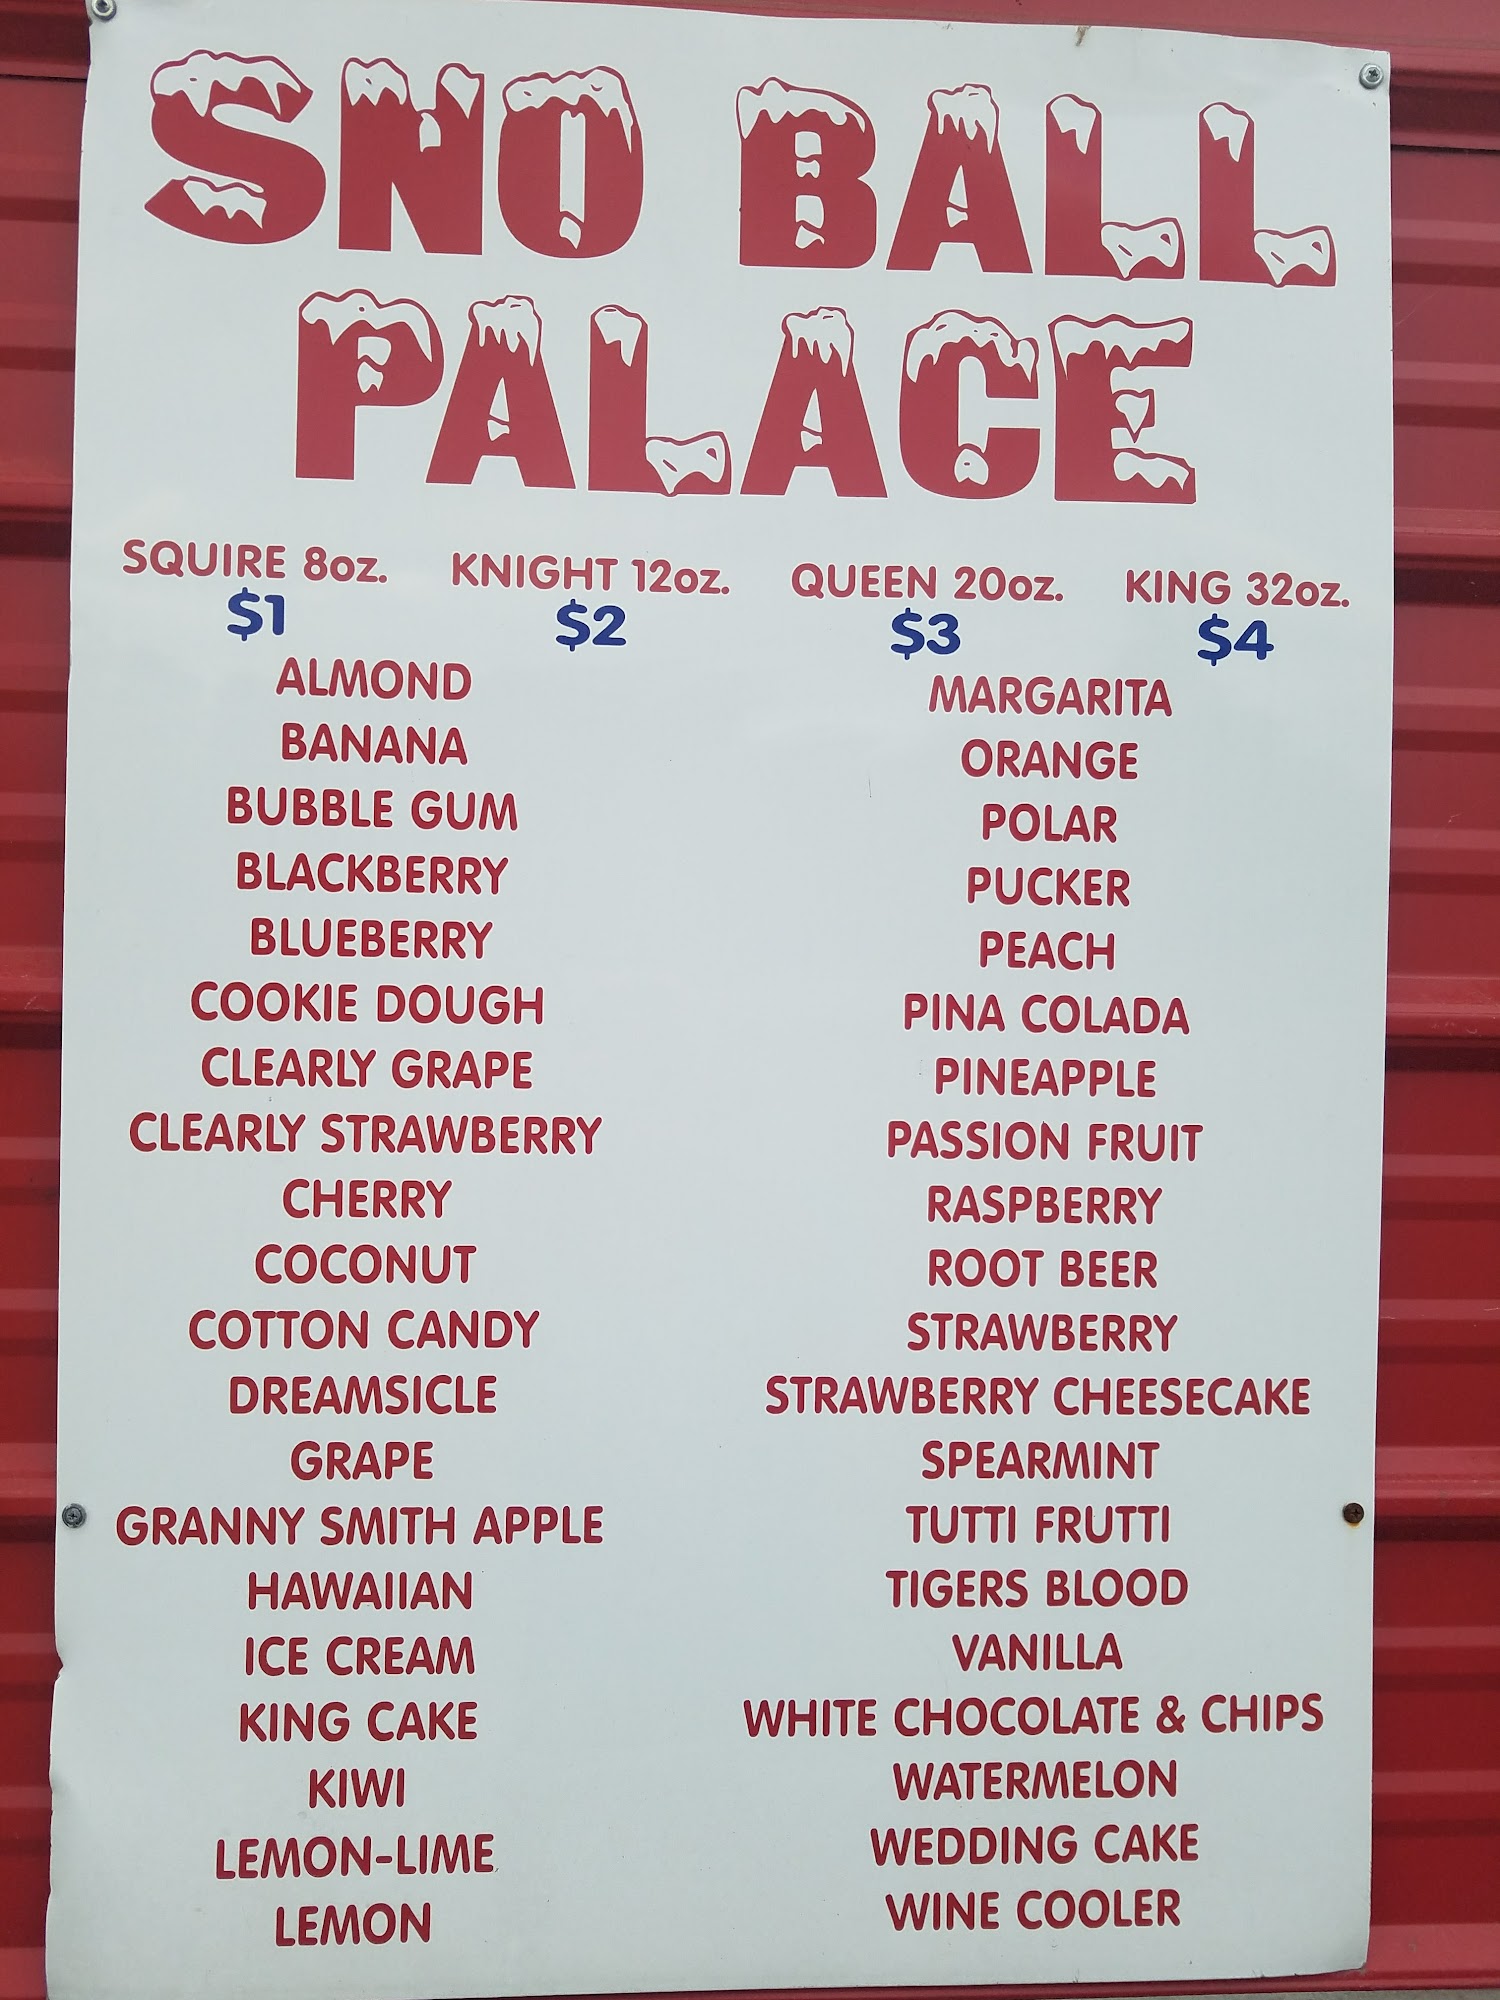 SNO BALL
PALACE
SQUIRE 8oz. KNIGHT 12oz. QUEEN 20oz. KING 32oz.
$1 $2 $3 $4
ALMOND
BANANA
BUBBLE GUM
BLACKBERRY
BLUEBERRY
COOKIE DOUGH
CLEARLY GRAPE
CLEARLY STRAWBERRY
CHERRY
COCONUT
COTTON CANDY
DREAMSICLE
GRAPE
GRANNY SMITH APPLE
HAWAIIAN
ICE CREAM
KING CAKE
KIWI
LEMON-LIME
LEMON
MARGARITA
ORANGE
POLAR
PUCKER
PEACH
PINA COLADA
PINEAPPLE
PASSION FRUIT
RASPBERRY
ROOT BEER
STRAWBERRY
STRAWBERRY CHEESECAKE
SPEARMINT
TUTTI FRUTTI
TIGERS BLOOD
VANILLA
WHITE CHOCOLATE & CHIPS
WATERMELON
WEDDING CAKE
WINE COOLER